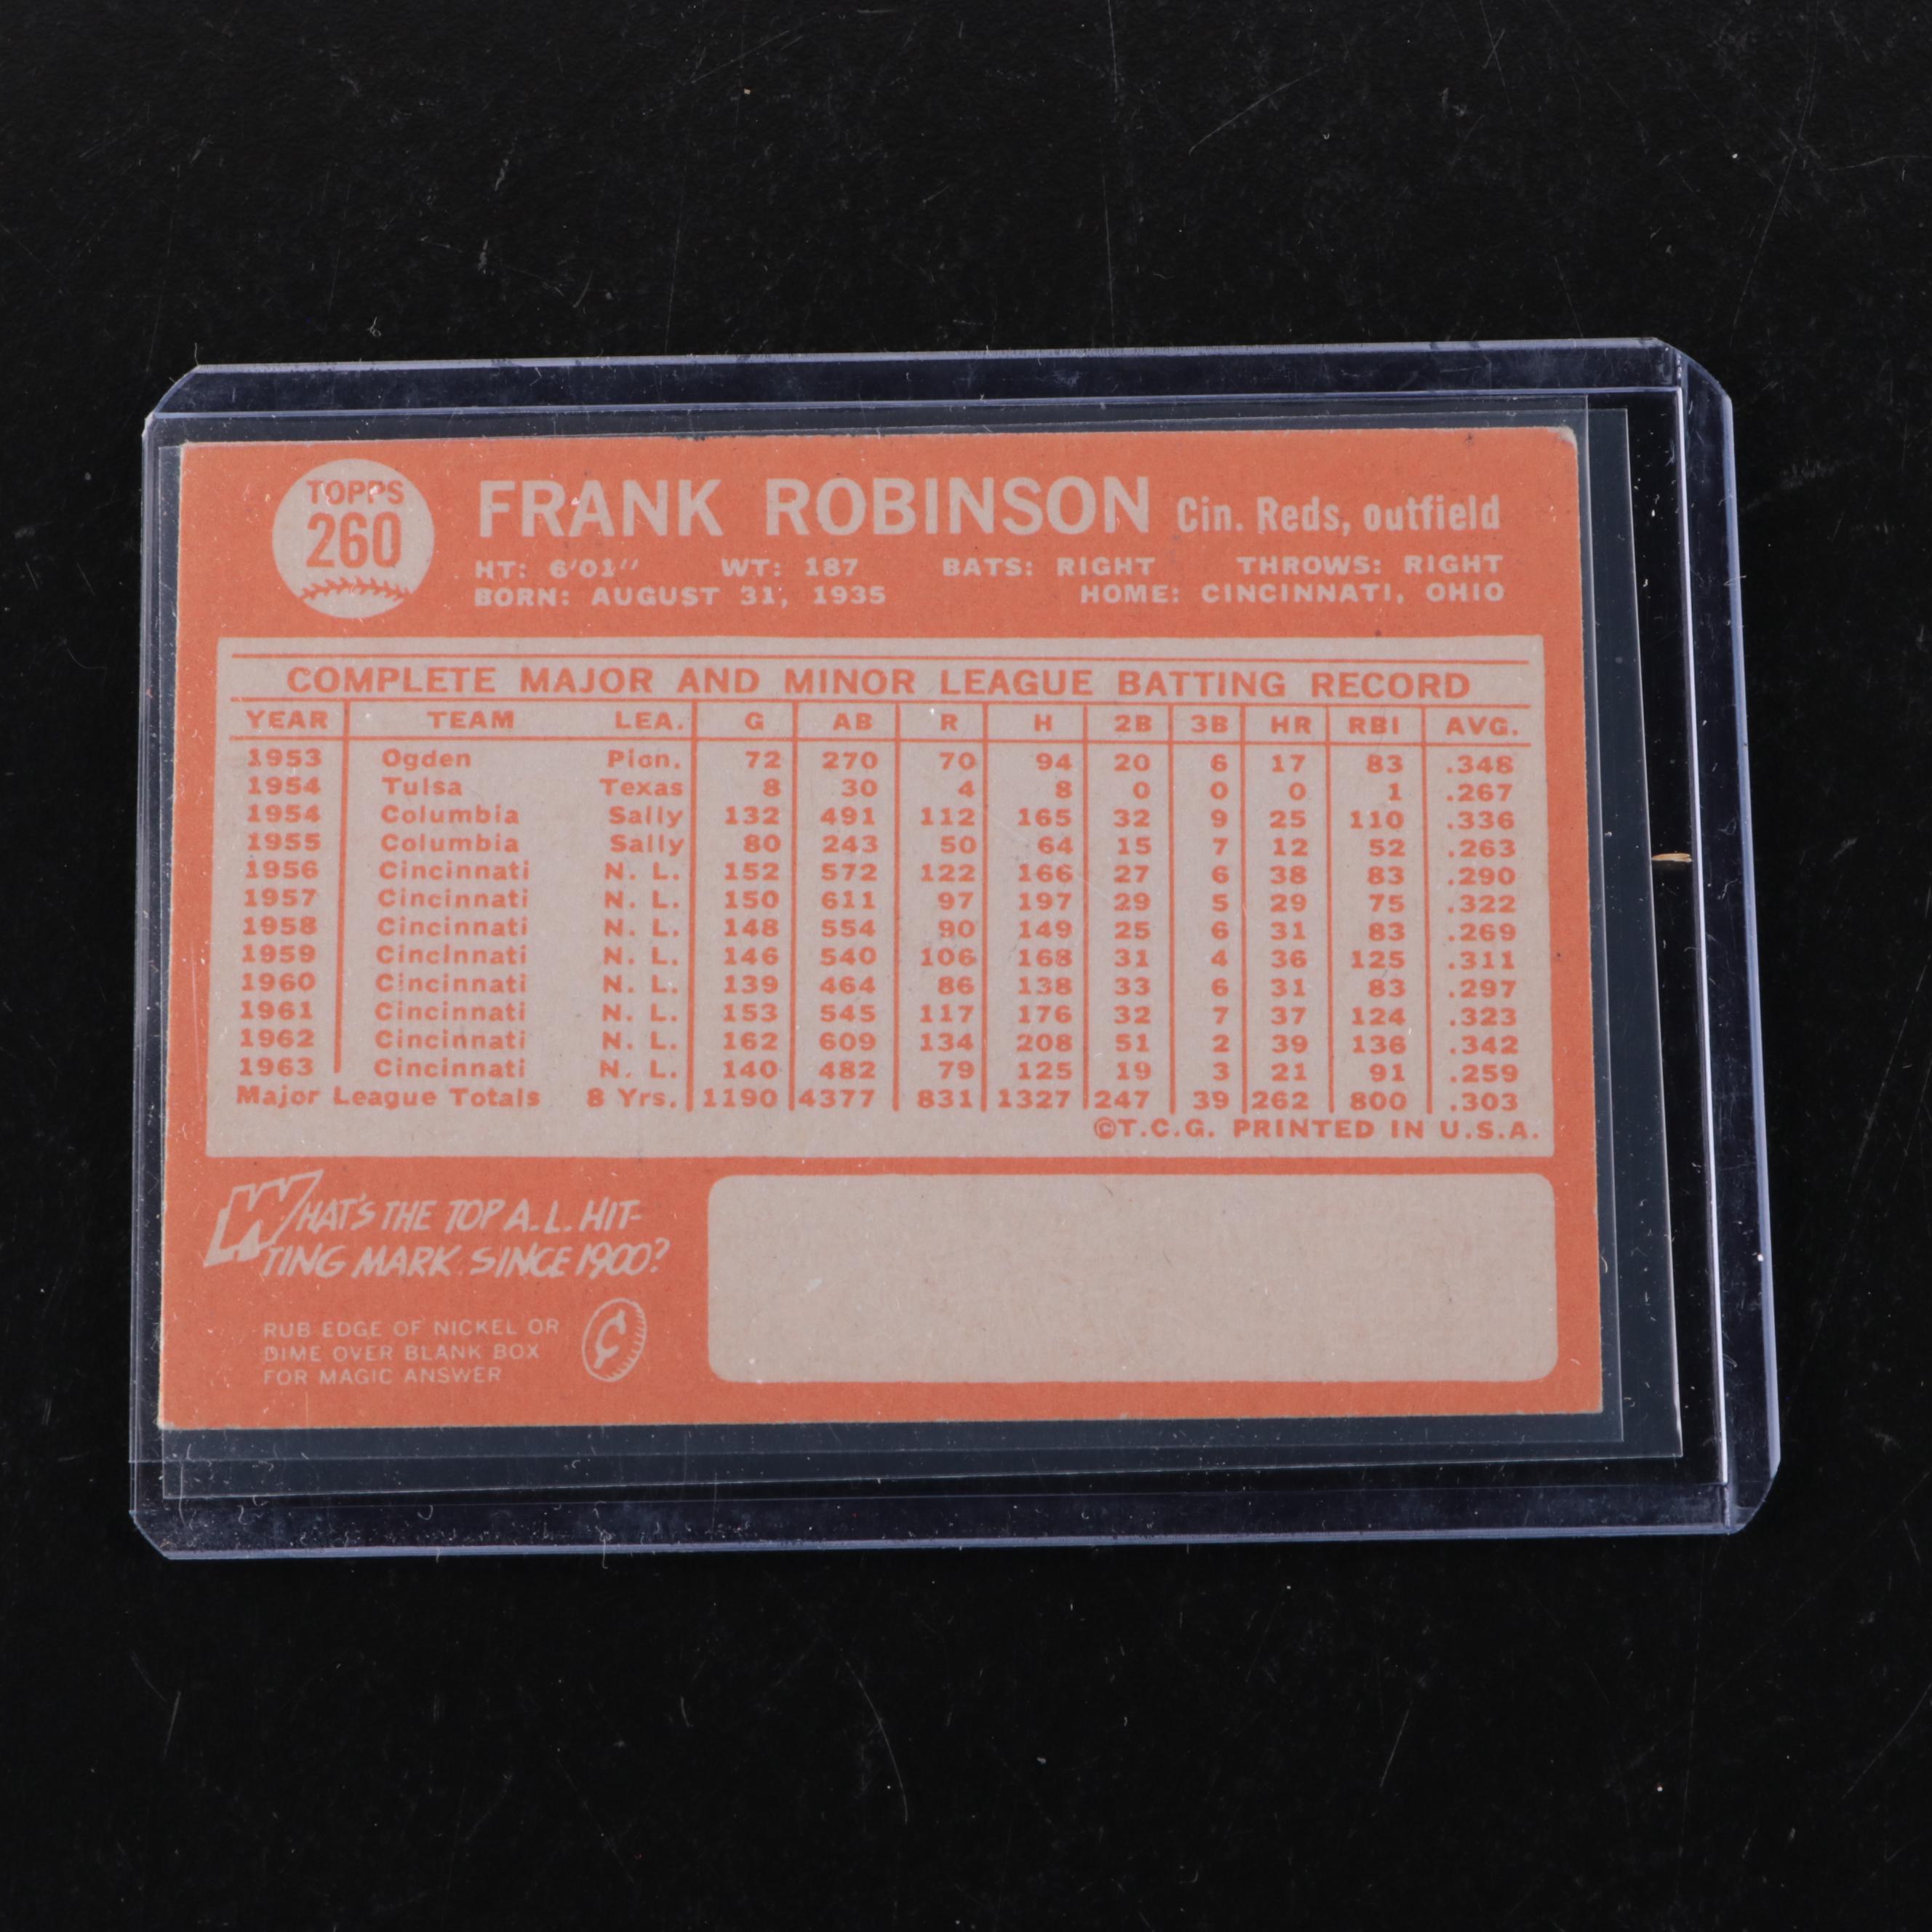 TOPPS
260
FRANK ROBINSON Cin. Reds, outfield
HT: 6'01" WT: 187 BATS: RIGHT THROWS: RIGHT
BORN: AUGUST 31, 1935 HOME: CINCINNATI, OHIO
COMPLETE MAJOR AND MINOR LEAGUE BATTING RECORD
YEAR TEAM LEA. G AB R H 2B 3B HR RBI AVG.
1953 Ogden Pion. 72 270 70 94 20 6 17 83 .348
1954 Tulsa Texas 8 30 4 8 0 0 0 1 .267
1954 Columbia Sally 132 491 112 165 32 9 25 110 .336
1955 Columbia Sally 80 243 50 64 15 7 12 52 .263
1956 Cincinnati N. L. 152 572 122 166 27 6 38 83 .290
1957 Cincinnati N. L. 150 611 97 197 29 5 29 75 .322
1958 Cincinnati N. L. 148 554 90 149 25 6 31 83 .269
1959 Cincinnati N. L. 146 540 106 168 31 4 36 125 .311
1960 Cincinnati N. L. 139 464 86 138 33 6 31 83 .297
1961 Cincinnati N. L. 153 545 117 176 32 7 37 124 .323
1962 Cincinnati N. L. 162 609 134 208 51 2 39 136 .342
1963 Cincinnati N. L. 140 482 79 125 19 3 21 91 .259
Major League Totals 8 Yrs. 1190 4377 831 1327 247 39 262 800 .303
©T.C.G. PRINTED IN U.S.A.
WHAT'S THE TOP A.L. HIT-
TING MARK SINCE 1900?
RUB EDGE OF NICKEL OR
DIME OVER BLANK BOX
FOR MAGIC ANSWER
¢